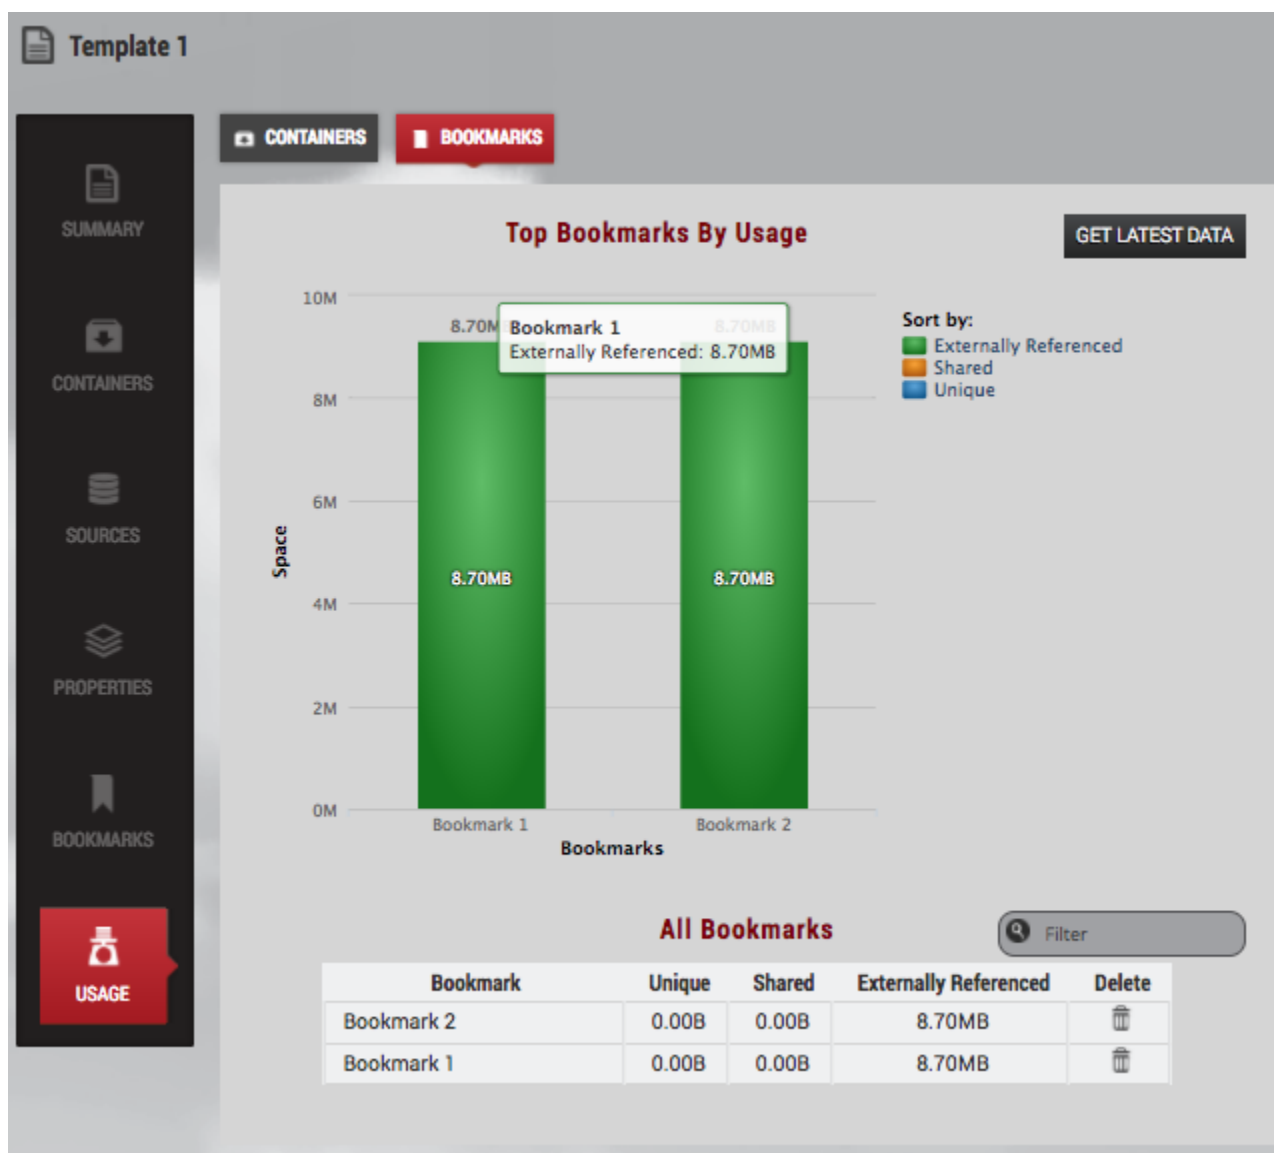 Template 1
CONTAINERS
BOOKMARKS
SUMMARY
CONTAINERS
SOURCES
PROPERTIES
BOOKMARKS
USAGE
Top Bookmarks By Usage
GET LATEST DATA
10M
8M
6M
4M
2M
0M
Space
8.70M
8.70MB
Bookmark 1
Externally Referenced: 8.70MB
8.70MB
8.70MB
Bookmark 1
Bookmark 2
Bookmarks
Sort by:
Externally Referenced
Shared
Unique
All Bookmarks
Filter
Bookmark Unique Shared Externally Referenced Delete
Bookmark 2 0.00B 0.00B 8.70MB
Bookmark 1 0.00B 0.00B 8.70MB